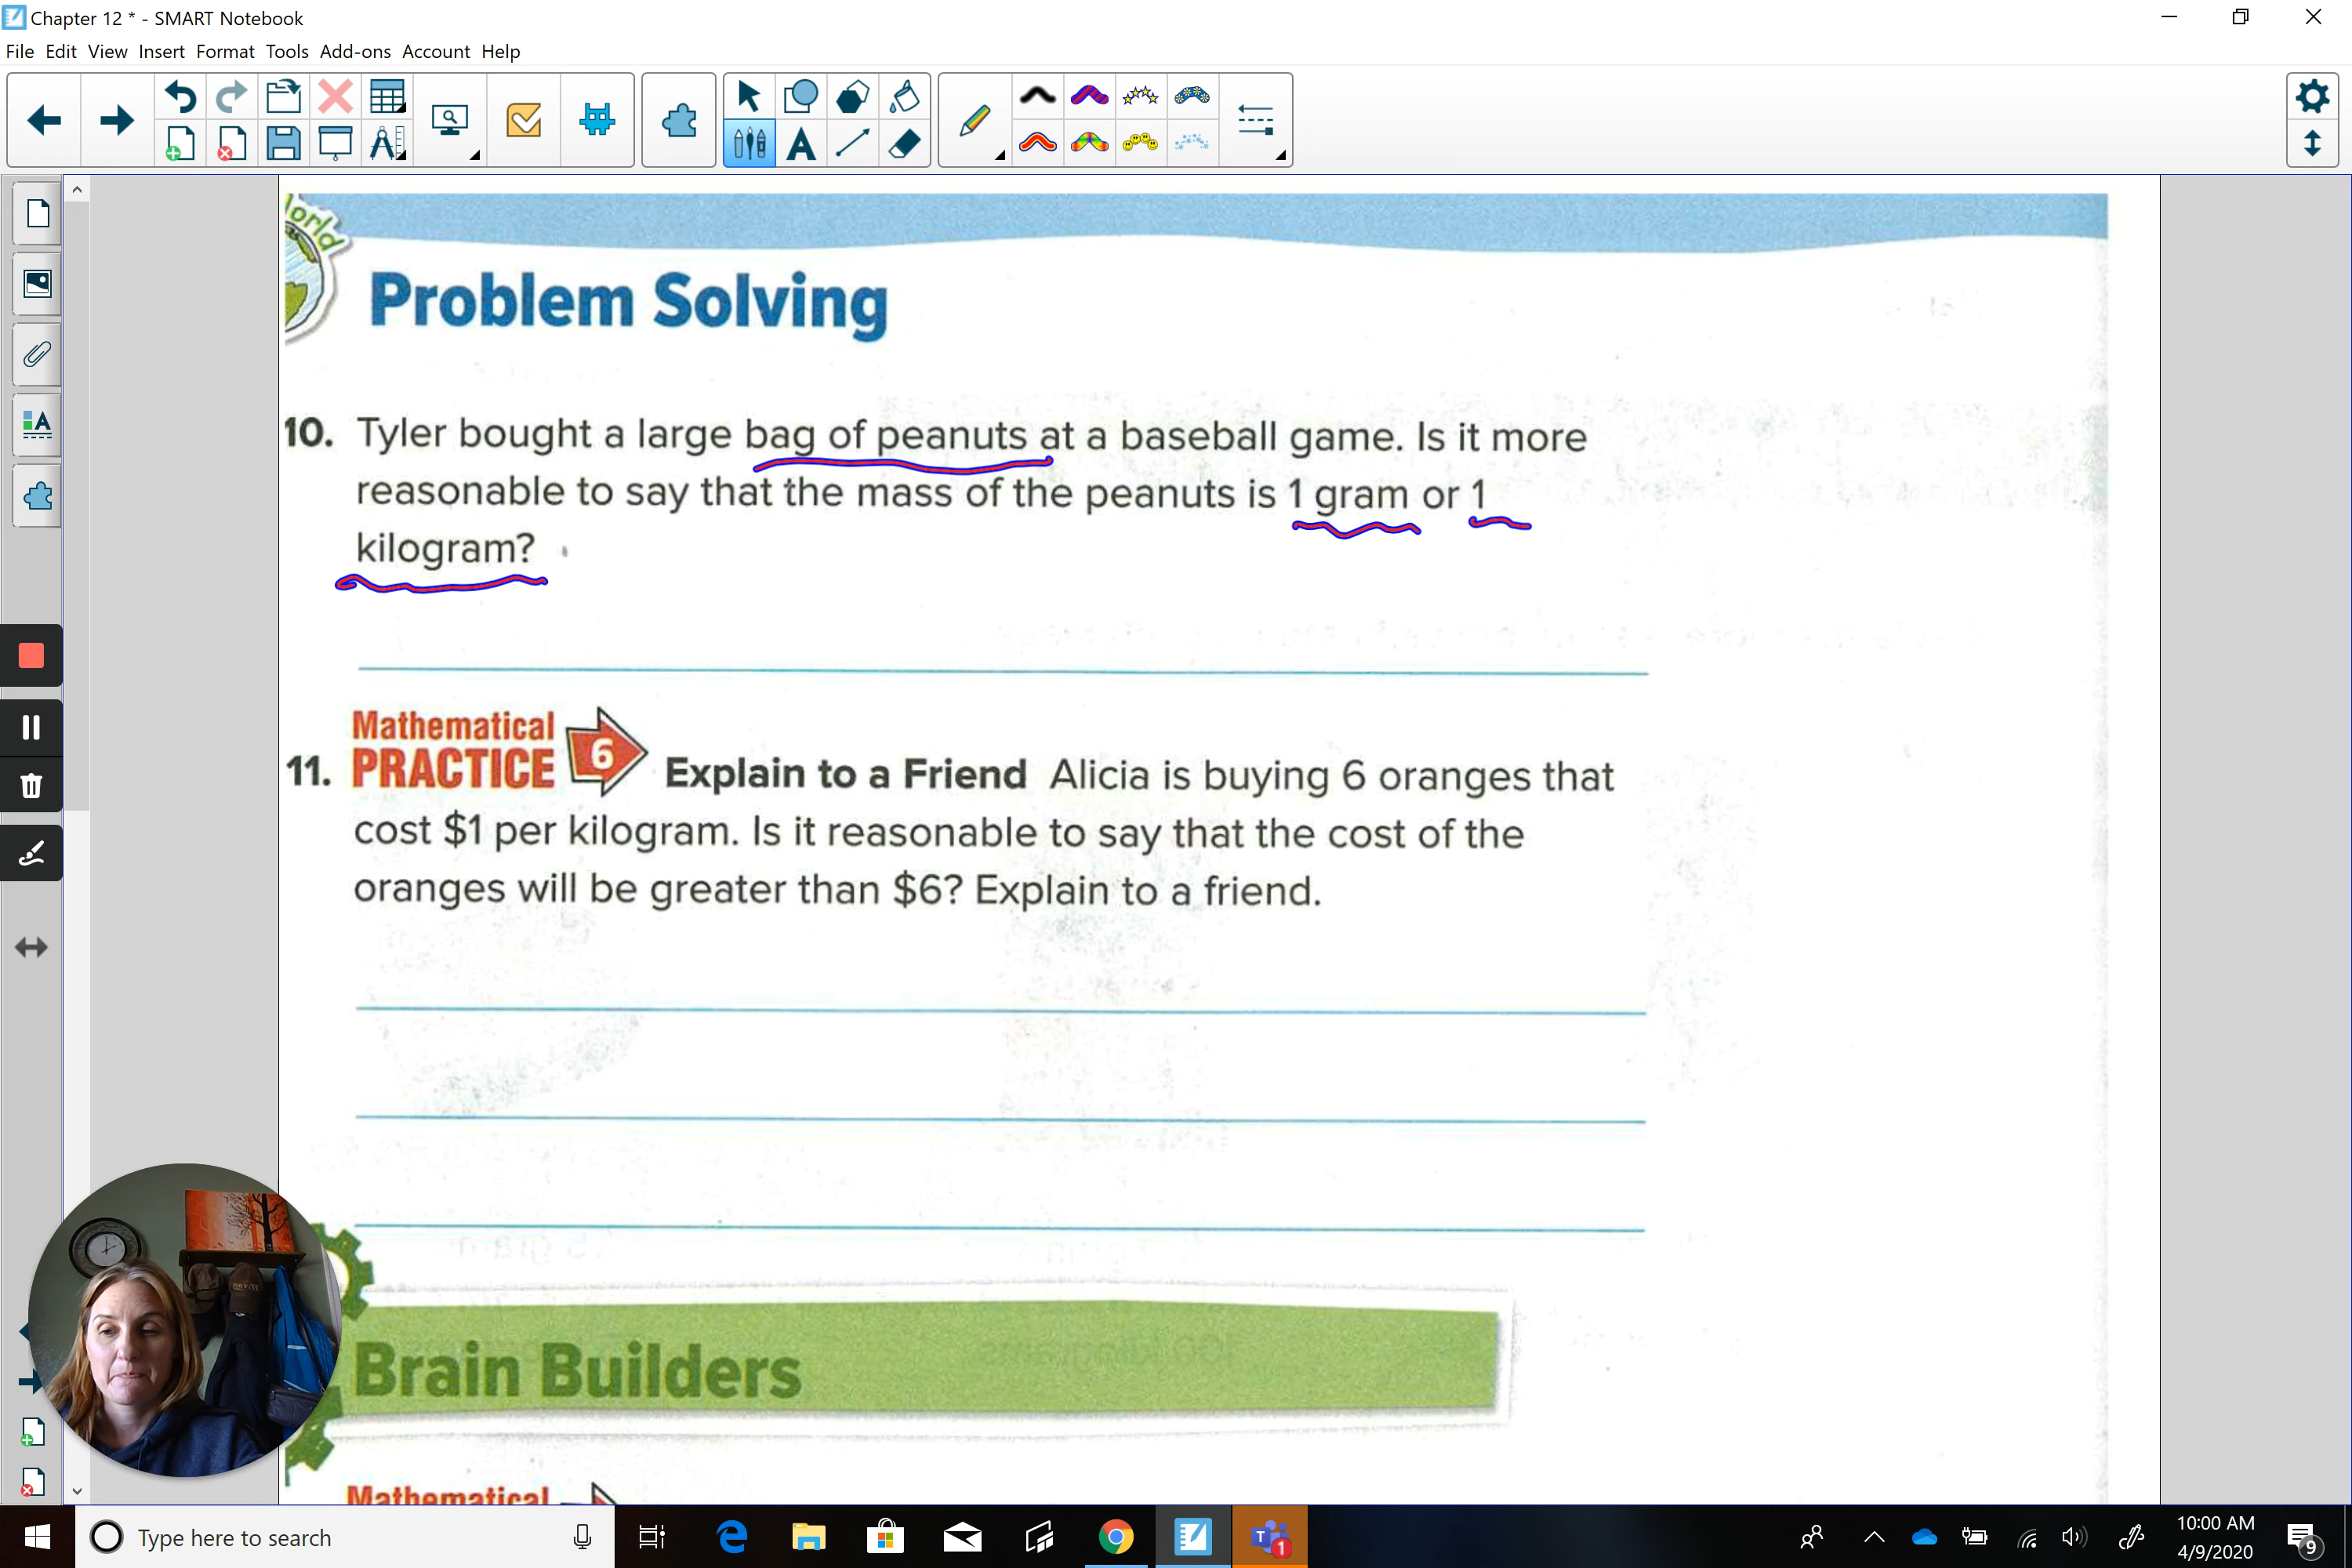 Chapter 12 * - SMART Notebook
File Edit View Insert Format Tools Add-ons Account Help
World
Problem Solving
10. Tyler bought a large bag of peanuts at a baseball game. Is it more
reasonable to say that the mass of the peanuts is 1 gram or 1
kilogram?
Mathematical
11. PRACTICE 6 Explain to a Friend Alicia is buying 6 oranges that
cost $1 per kilogram. Is it reasonable to say that the cost of the
oranges will be greater than $6? Explain to a friend.
Brain Builders
Mathematical
Type here to search
10:00 AM
4/9/2020
1
9